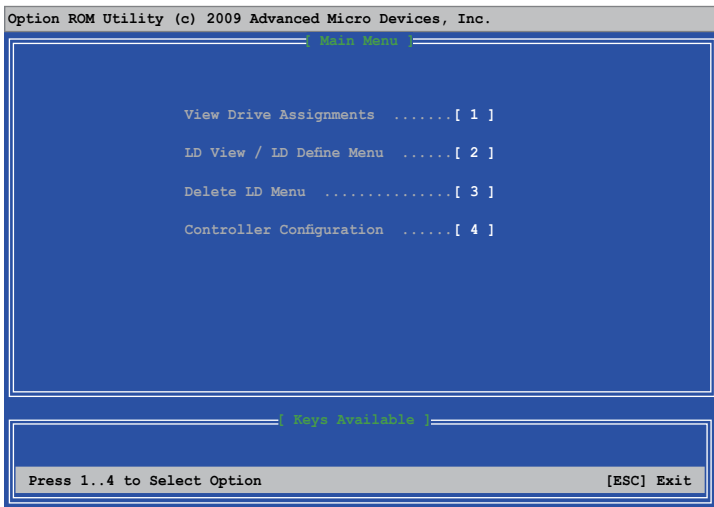 Option ROM Utility (c) 2009 Advanced Micro Devices, Inc.
[ Main Menu ]
View Drive Assignments .......[ 1 ]
LD View / LD Define Menu ......[ 2 ]
Delete LD Menu ...............[ 3 ]
Controller Configuration ......[ 4 ]
[ Keys Available ]
Press 1..4 to Select Option [ESC] Exit